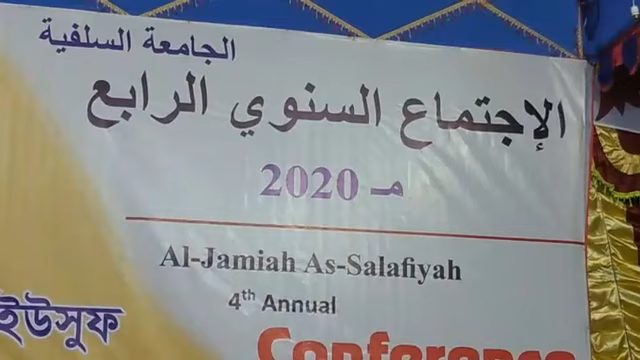 الجامعة السلفية
الإجتماع السنوي الرابع
2020 مـ
Al-Jamiah As-Salafiyah
4th Annual
Conference
ইউসুফ